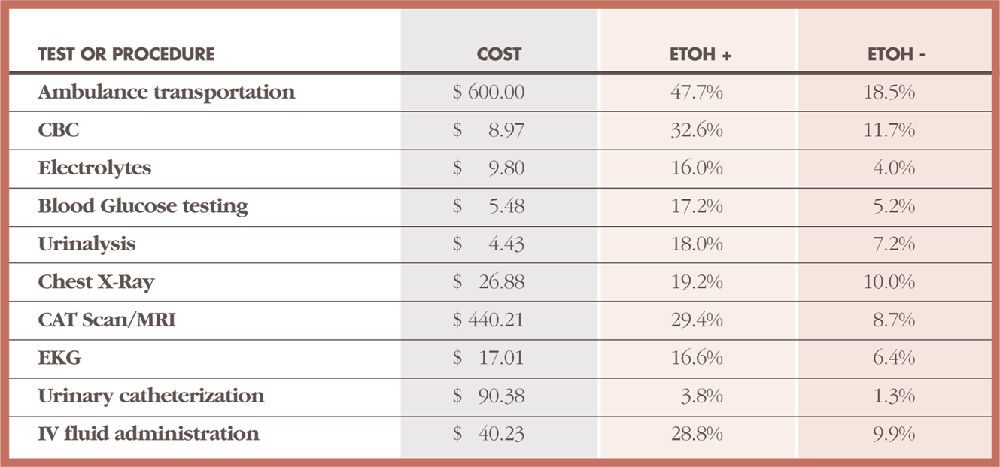 TEST OR PROCEDURE COST ETOH + ETOH -
Ambulance transportation $ 600.00 47.7% 18.5%
CBC $ 8.97 32.6% 11.7%
Electrolytes $ 9.80 16.0% 4.0%
Blood Glucose testing $ 5.48 17.2% 5.2%
Urinalysis $ 4.43 18.0% 7.2%
Chest X-Ray $ 26.88 19.2% 10.0%
CAT Scan/MRI $ 440.21 29.4% 8.7%
EKG $ 17.01 16.6% 6.4%
Urinary catheterization $ 90.38 3.8% 1.3%
IV fluid administration $ 40.23 28.8% 9.9%